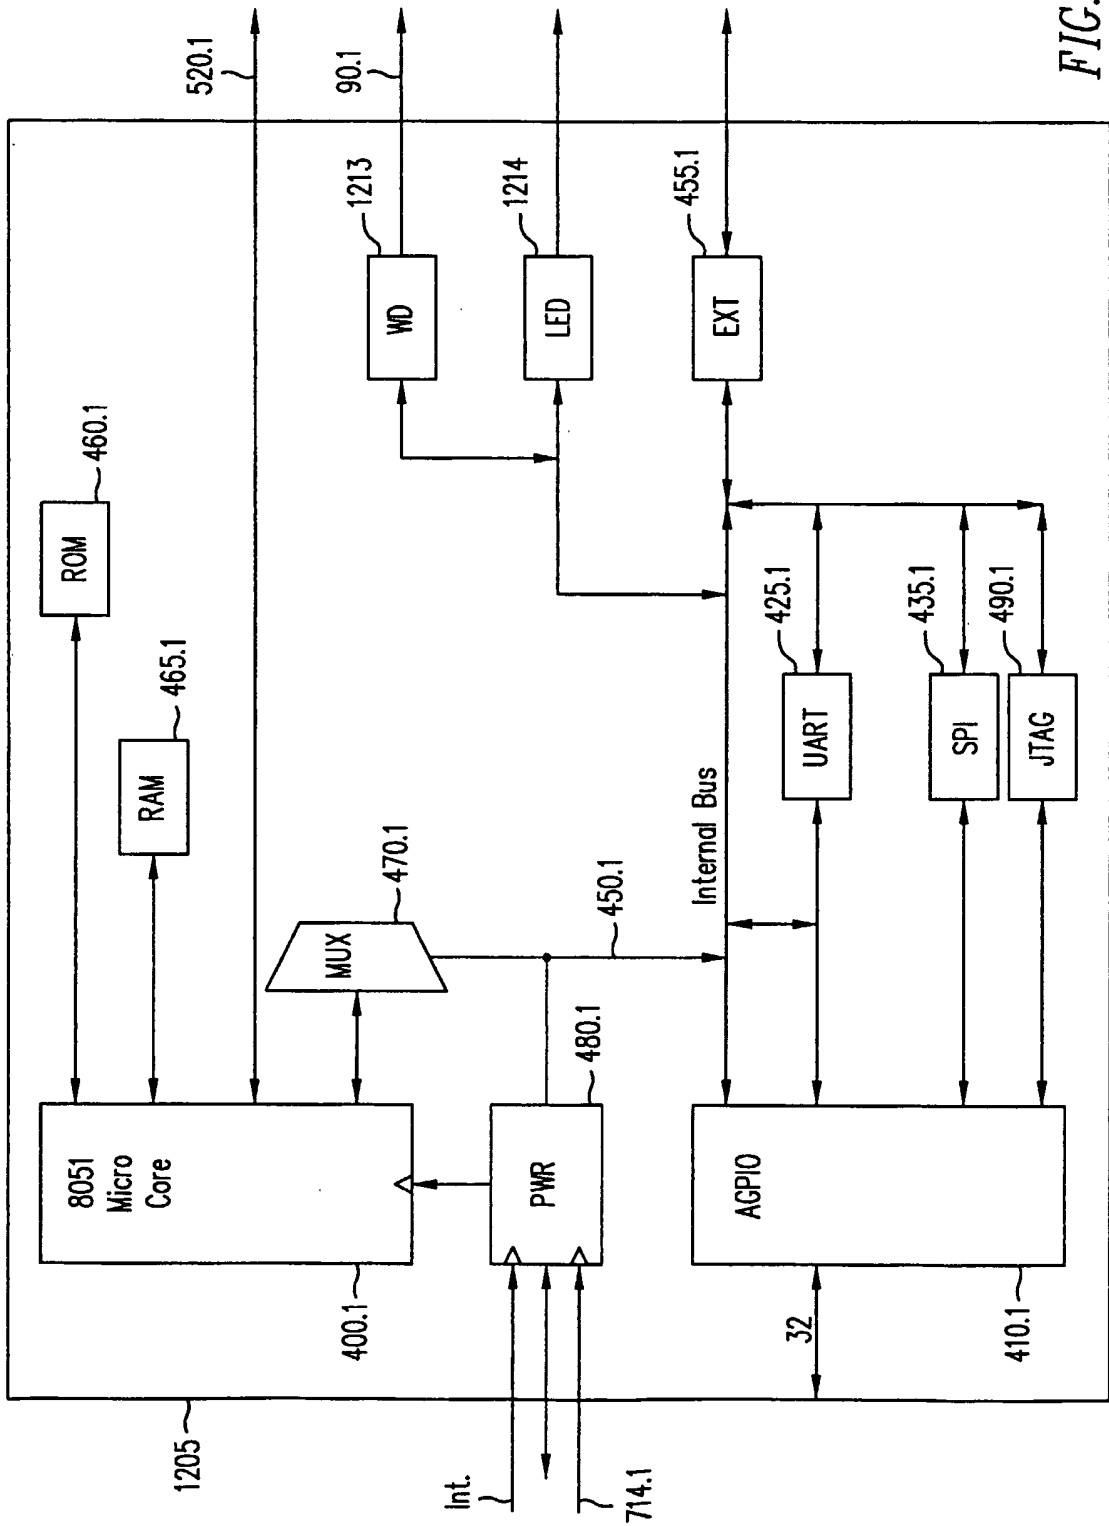 FIG.
520.1
90.1
1213
WD
1214
LED
455.1
EXT
460.1
ROM
465.1
RAM
470.1
MUX
450.1
Internal Bus
425.1
UART
435.1
SPI
490.1
JTAG
8051
Micro
Core
400.1
480.1
PWR
AGPIO
410.1
32
1205
Int.
714.1